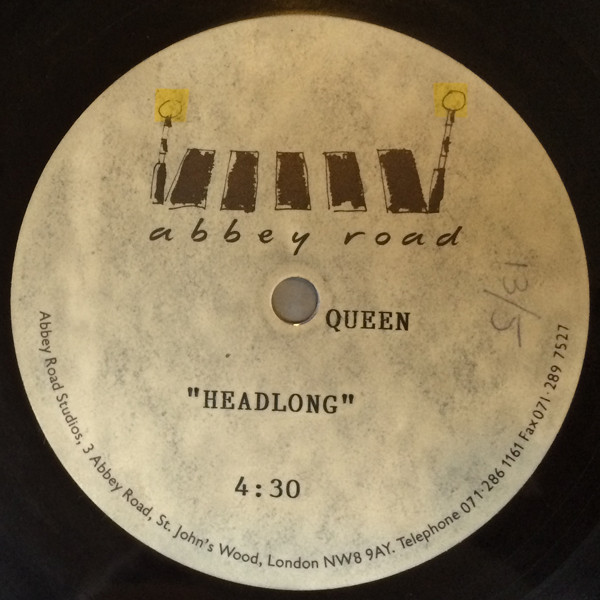 abbey road
13/5
QUEEN
"HEADLONG"
4:30
Abbey Road Studios, 3 Abbey Road, St. John's Wood, London NW8 9AY. Telephone 071·286 1161 Fax 071·289 7527